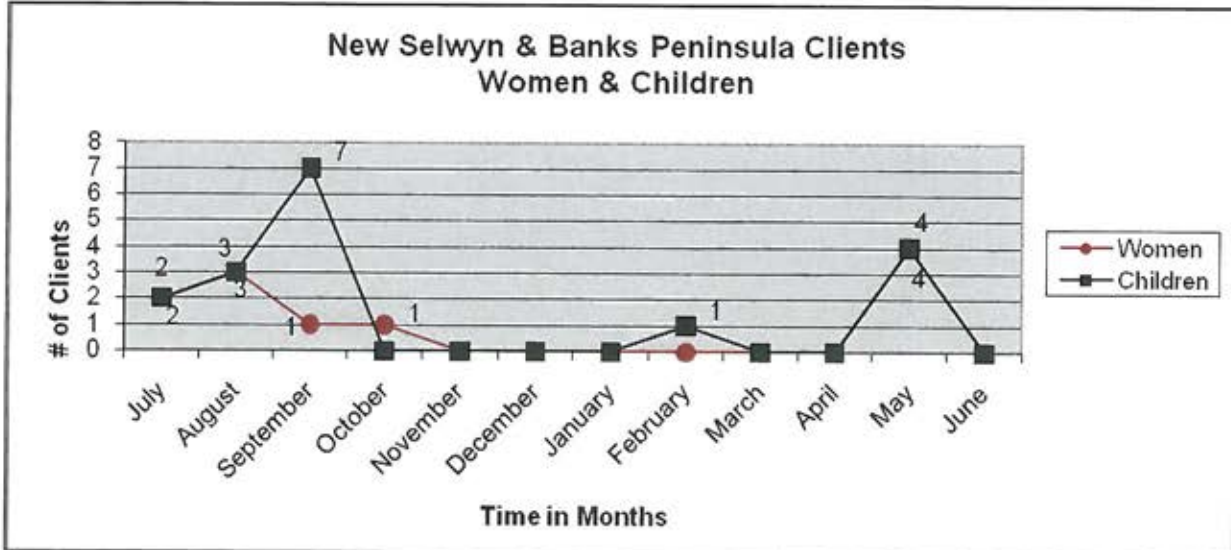 New Selwyn & Banks Peninsula Clients
Women & Children
# of Clients
8
7
6
5
4
3
2
1
0
2
2
3
3
7
1
1
1
4
4
July
August
September
October
November
December
January
February
March
April
May
June
Time in Months
Women
Children